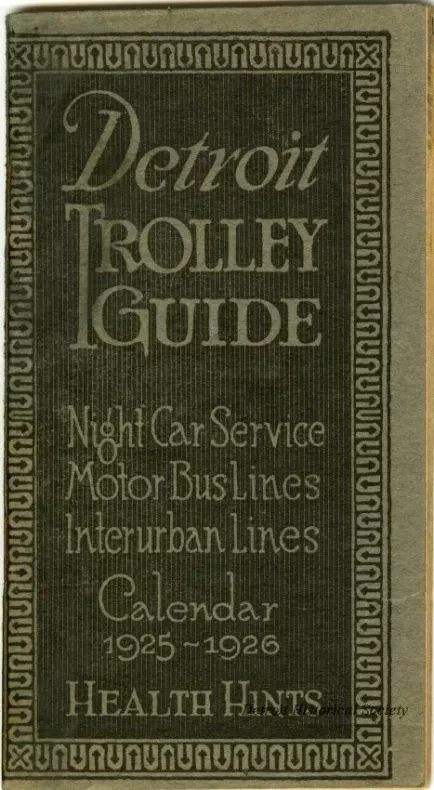 Detroit
TROLLEY
GUIDE
Night Car Service
Motor Bus Lines
Interurban Lines
Calendar
1925-1926
HEALTH HINTS
Detroit Historical Society